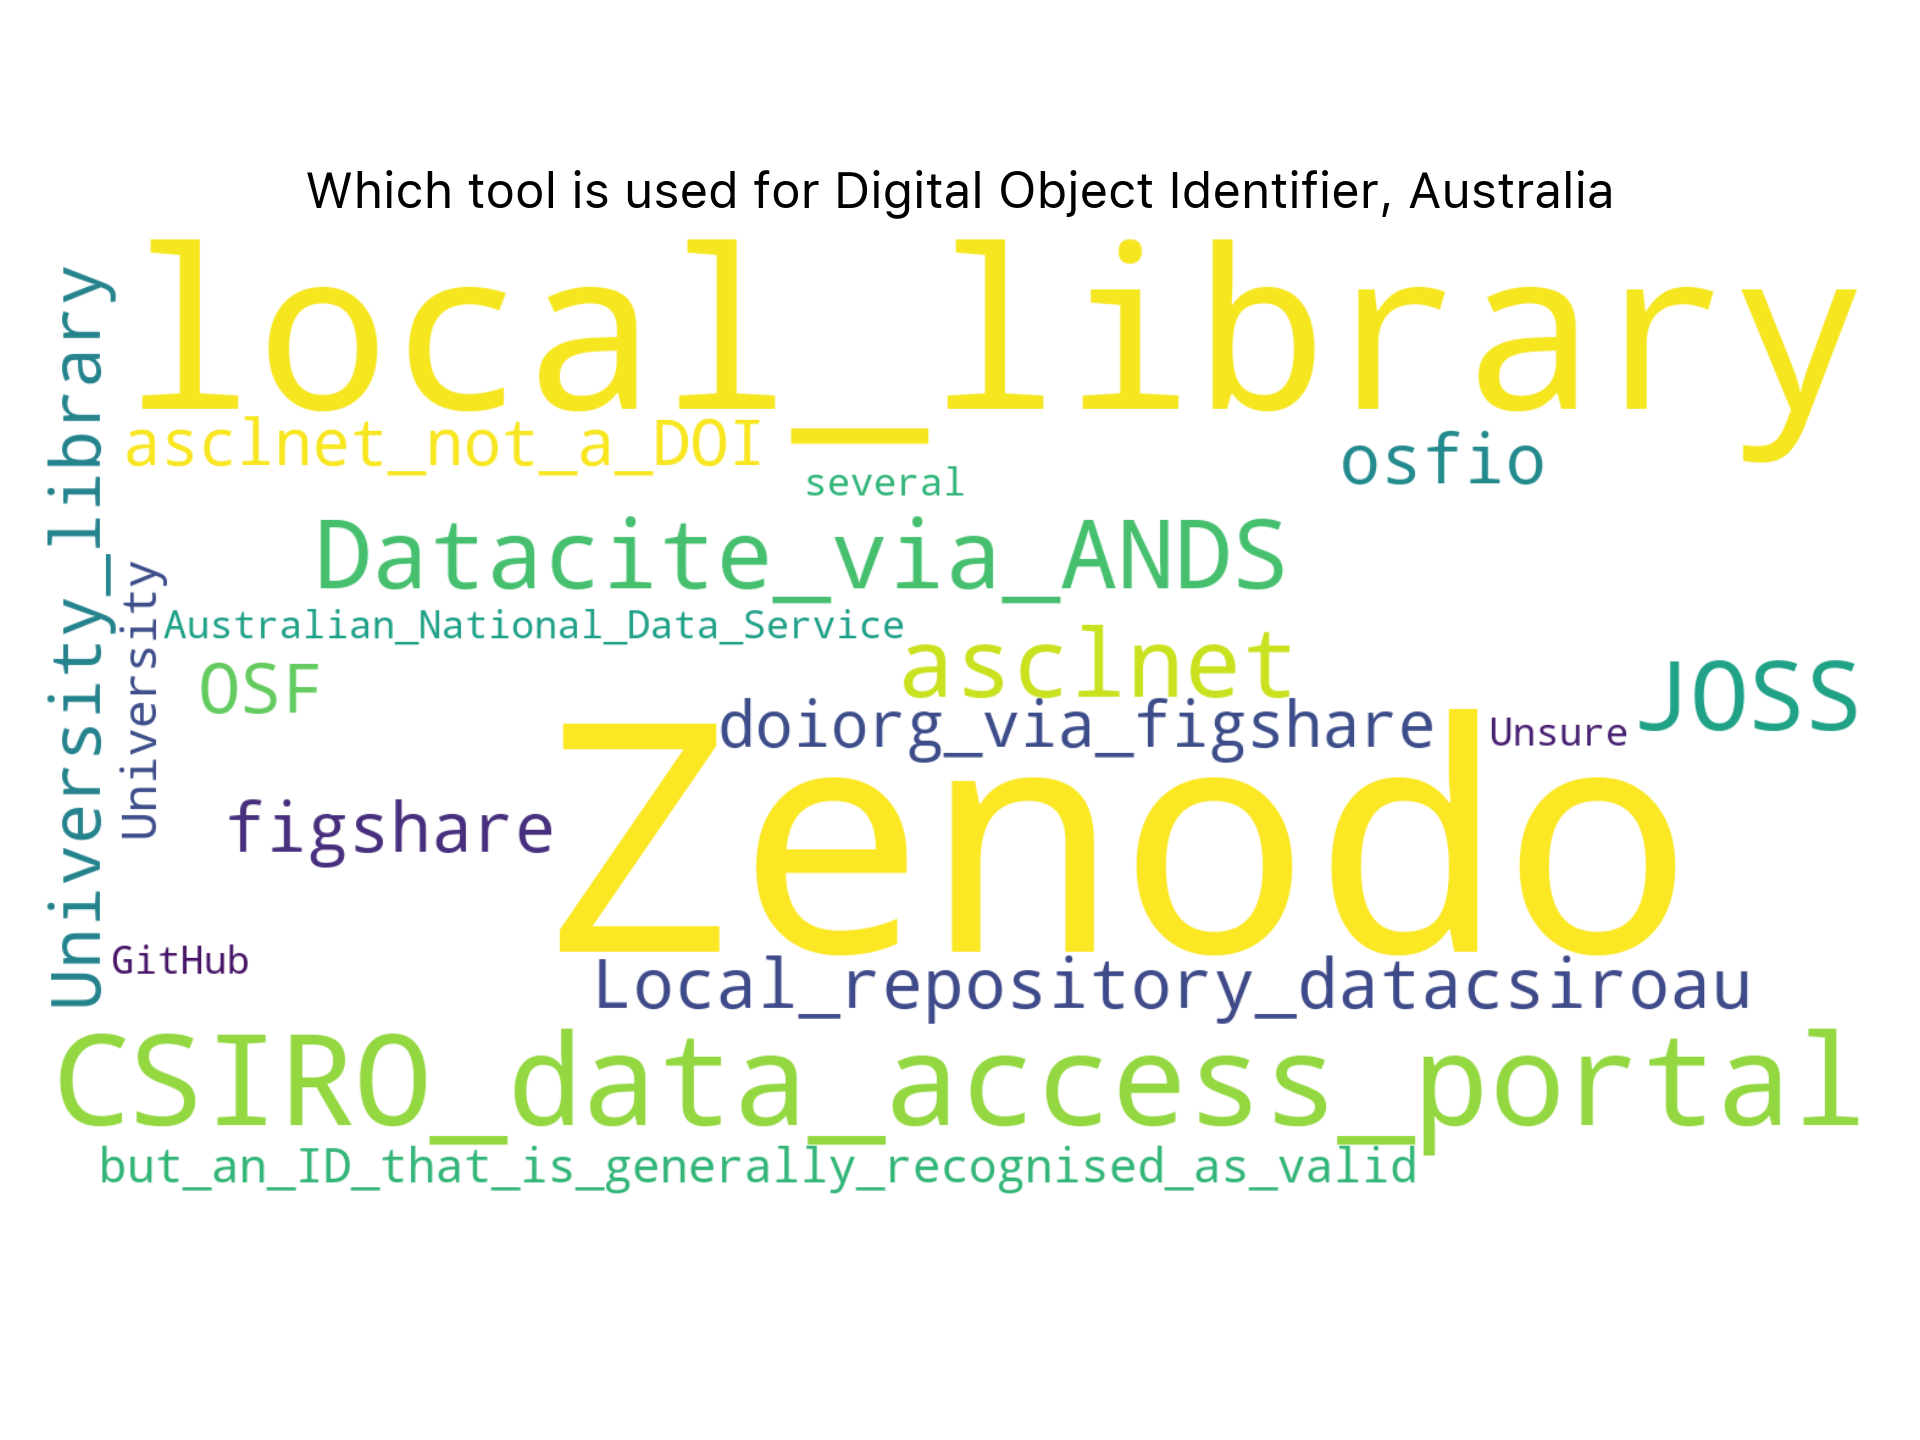 Which tool is used for Digital Object Identifier, Australia
local_library
University_library
asclnet_not_a_DOI
osfio
several
Datacite_via_ANDS
University
Australian_National_Data_Service
asclnet
OSF
JOSS
doiorg_via_figshare
Unsure
Zenodo
figshare
GitHub
Local_repository_datacsiroau
CSIRO_data_access_portal
but_an_ID_that_is_generally_recognised_as_valid